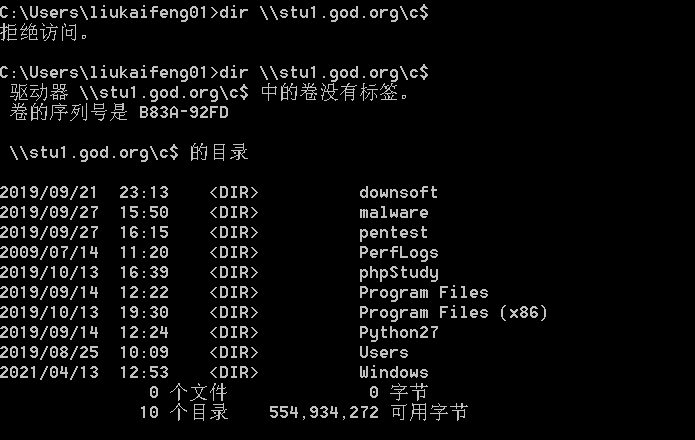 C:\Users\liukaifeng01>dir \\stu1.god.org\c$
拒绝访问。
C:\Users\liukaifeng01>dir \\stu1.god.org\c$
驱动器 \\stu1.god.org\c$ 中的卷没有标签。
卷的序列号是 B83A-92FD
\\stu1.god.org\c$ 的目录
2019/09/21  23:13    <DIR>          downsoft
2019/09/27  15:50    <DIR>          malware
2019/09/27  16:15    <DIR>          pentest
2009/07/14  11:20    <DIR>          PerfLogs
2019/10/13  16:39    <DIR>          phpStudy
2019/09/14  12:22    <DIR>          Program Files
2019/10/13  19:30    <DIR>          Program Files (x86)
2019/09/14  12:24    <DIR>          Python27
2019/08/25  10:09    <DIR>          Users
2021/04/13  12:53    <DIR>          Windows
0 个文件              0 字节
10 个目录    554,934,272 可用字节